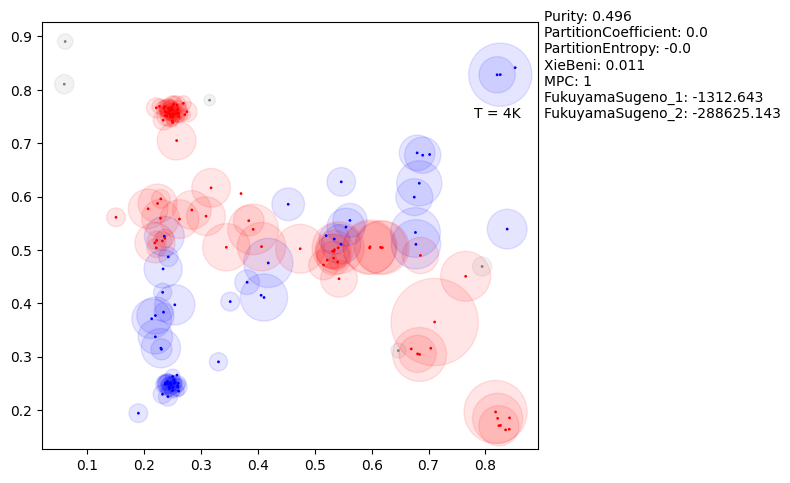 Purity: 0.496
PartitionCoefficient: 0.0
PartitionEntropy: -0.0
XieBeni: 0.011
MPC: 1
FukuyamaSugeno_1: -1312.643
FukuyamaSugeno_2: -288625.143
T = 4K
0.9
0.8
0.7
0.6
0.5
0.4
0.3
0.2
0.1 0.2 0.3 0.4 0.5 0.6 0.7 0.8